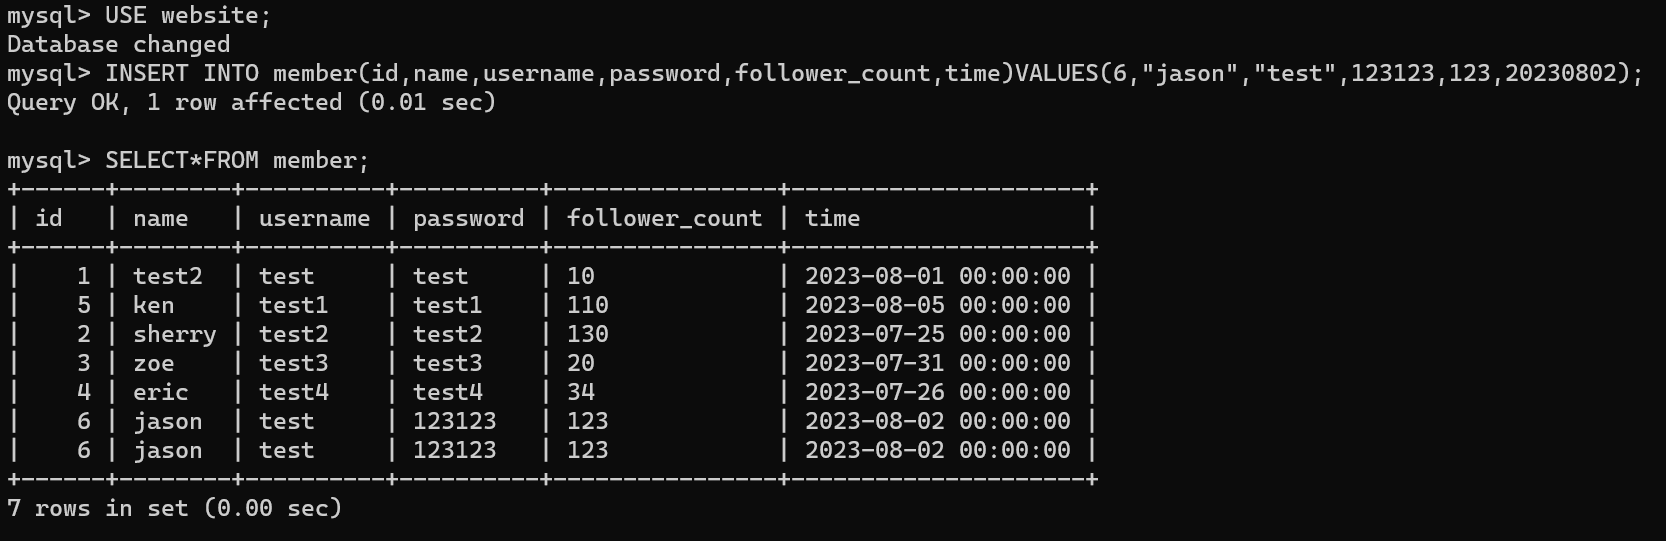 mysql> USE website;
Database changed
mysql> INSERT INTO member(id,name,username,password,follower_count,time)VALUES(6,"jason","test",123123,123,20230802);
Query OK, 1 row affected (0.01 sec)

mysql> SELECT*FROM member;
+------+--------+----------+----------+----------------+---------------------+
| id   | name   | username | password | follower_count | time                |
+------+--------+----------+----------+----------------+---------------------+
|    1 | test2  | test     | test     | 10             | 2023-08-01 00:00:00 |
|    5 | ken    | test1    | test1    | 110            | 2023-08-05 00:00:00 |
|    2 | sherry | test2    | test2    | 130            | 2023-07-25 00:00:00 |
|    3 | zoe    | test3    | test3    | 20             | 2023-07-31 00:00:00 |
|    4 | eric   | test4    | test4    | 34             | 2023-07-26 00:00:00 |
|    6 | jason  | test     | 123123   | 123            | 2023-08-02 00:00:00 |
|    6 | jason  | test     | 123123   | 123            | 2023-08-02 00:00:00 |
+------+--------+----------+----------+----------------+---------------------+
7 rows in set (0.00 sec)